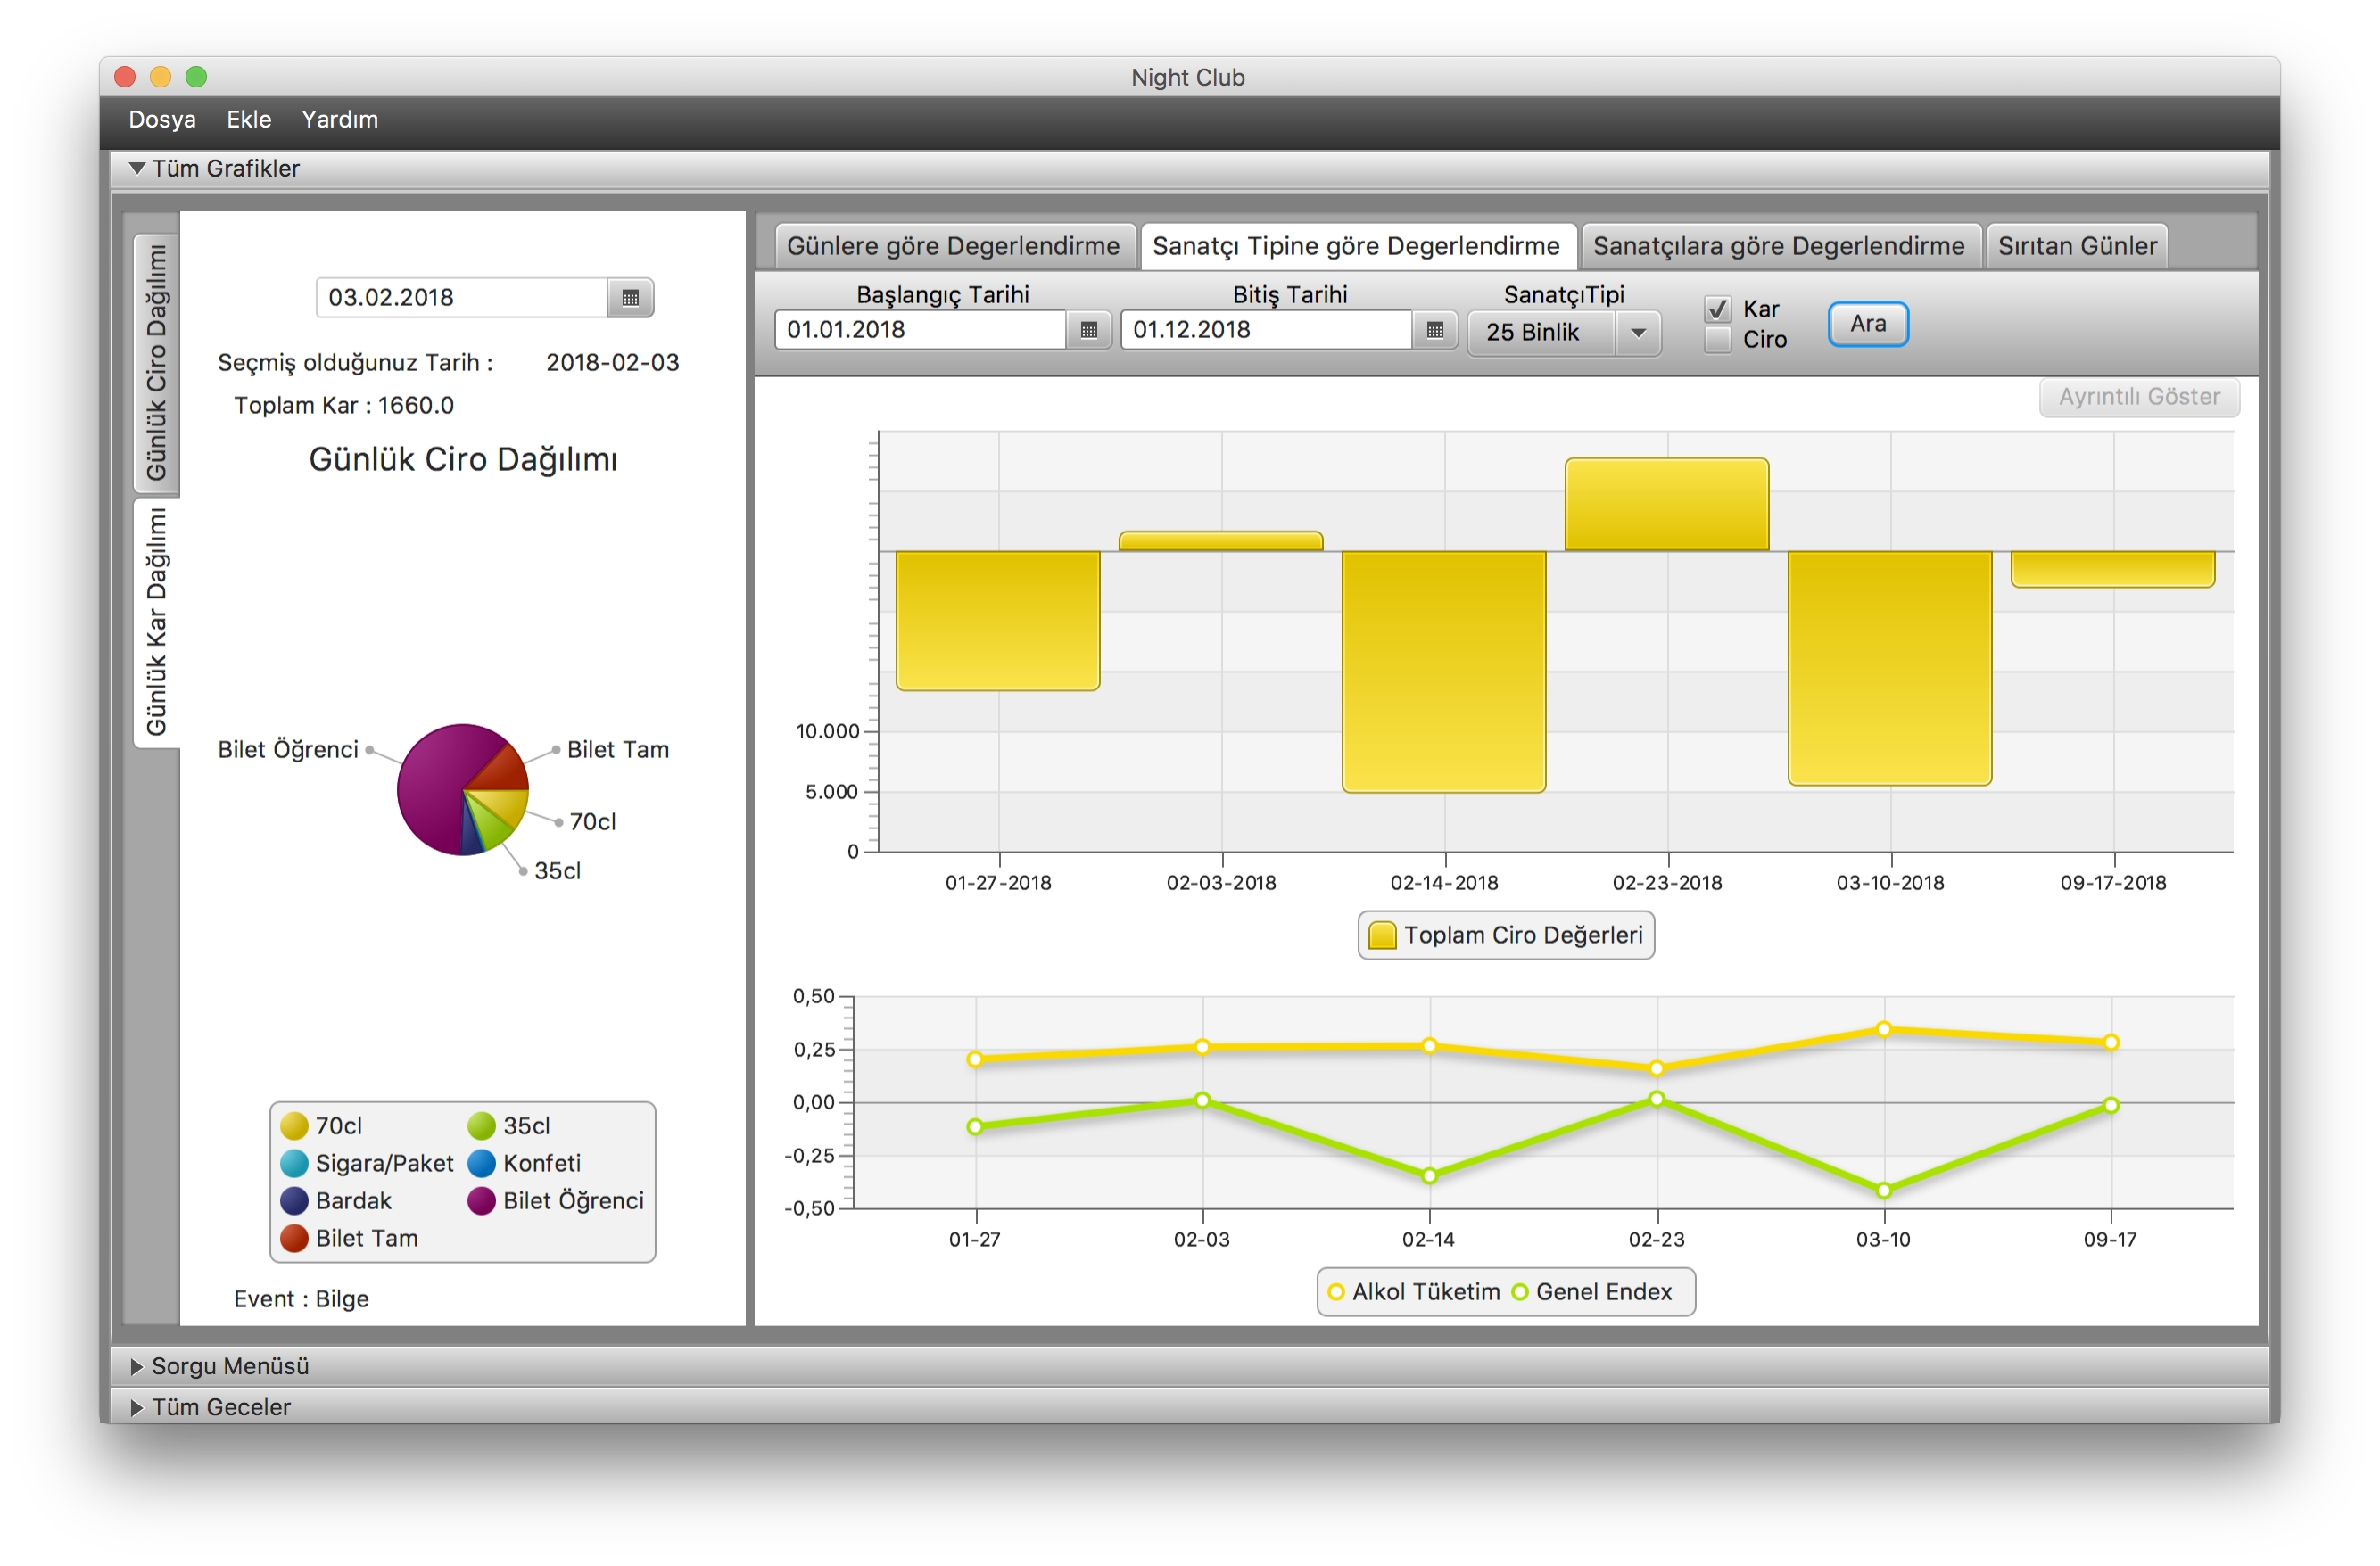 Night Club
Dosya Ekle Yardım
Tüm Grafikler
Günlük Ciro Dağılımı
Günlük Kar Dağılımı
03.02.2018
Seçmiş olduğunuz Tarih : 2018-02-03
Toplam Kar : 1660.0
Günlük Ciro Dağılımı
Bilet Öğrenci
Bilet Tam
70cl
35cl
70cl 35cl
Sigara/Paket Konfeti
Bardak Bilet Öğrenci
Bilet Tam
Event : Bilge
Günlere göre Degerlendirme Sanatçı Tipine göre Degerlendirme Sanatçılara göre Degerlendirme Sırıtan Günler
Başlangıç Tarihi Bitiş Tarihi SanatçıTipi
01.01.2018 01.12.2018 25 Binlik
Kar
Ciro
Ara
Ayrıntılı Göster
10.000
5.000
0
01-27-2018 02-03-2018 02-14-2018 02-23-2018 03-10-2018 09-17-2018
Toplam Ciro Değerleri
0,50
0,25
0,00
-0,25
-0,50
01-27 02-03 02-14 02-23 03-10 09-17
Alkol Tüketim Genel Endex
Sorgu Menüsü
Tüm Geceler